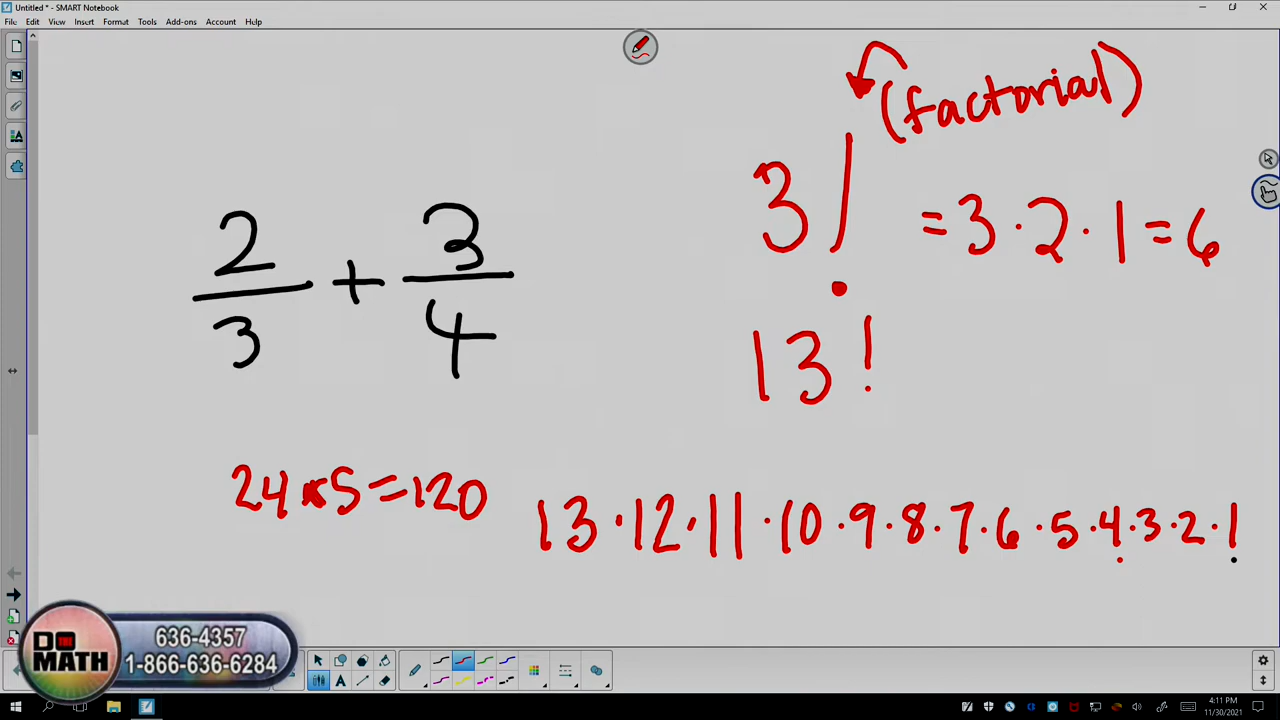 Untitled * - SMART Notebook
File Edit View Insert Format Tools Add-ons Account Help
(factorial)
3! = 3 · 2 · 1 = 6
2/3 + 3/4
13!
24 * 5 = 120
13 · 12 · 11 · 10 · 9 · 8 · 7 · 6 · 5 · 4 · 3 · 2 · 1
DO THE MATH
636-4357
1-866-636-6284
4:11 PM
11/30/2021